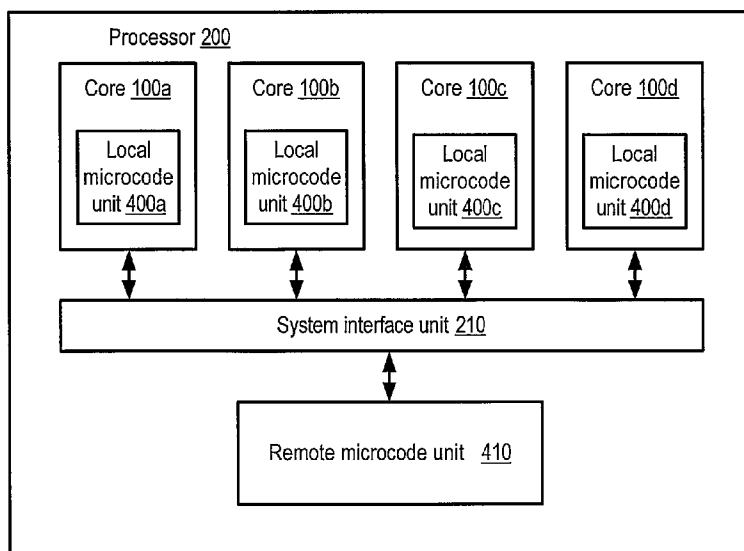 Processor 200
Core 100a
Core 100b
Core 100c
Core 100d
Local
microcode
unit 400a
Local
microcode
unit 400b
Local
microcode
unit 400c
Local
microcode
unit 400d
System interface unit 210
Remote microcode unit 410